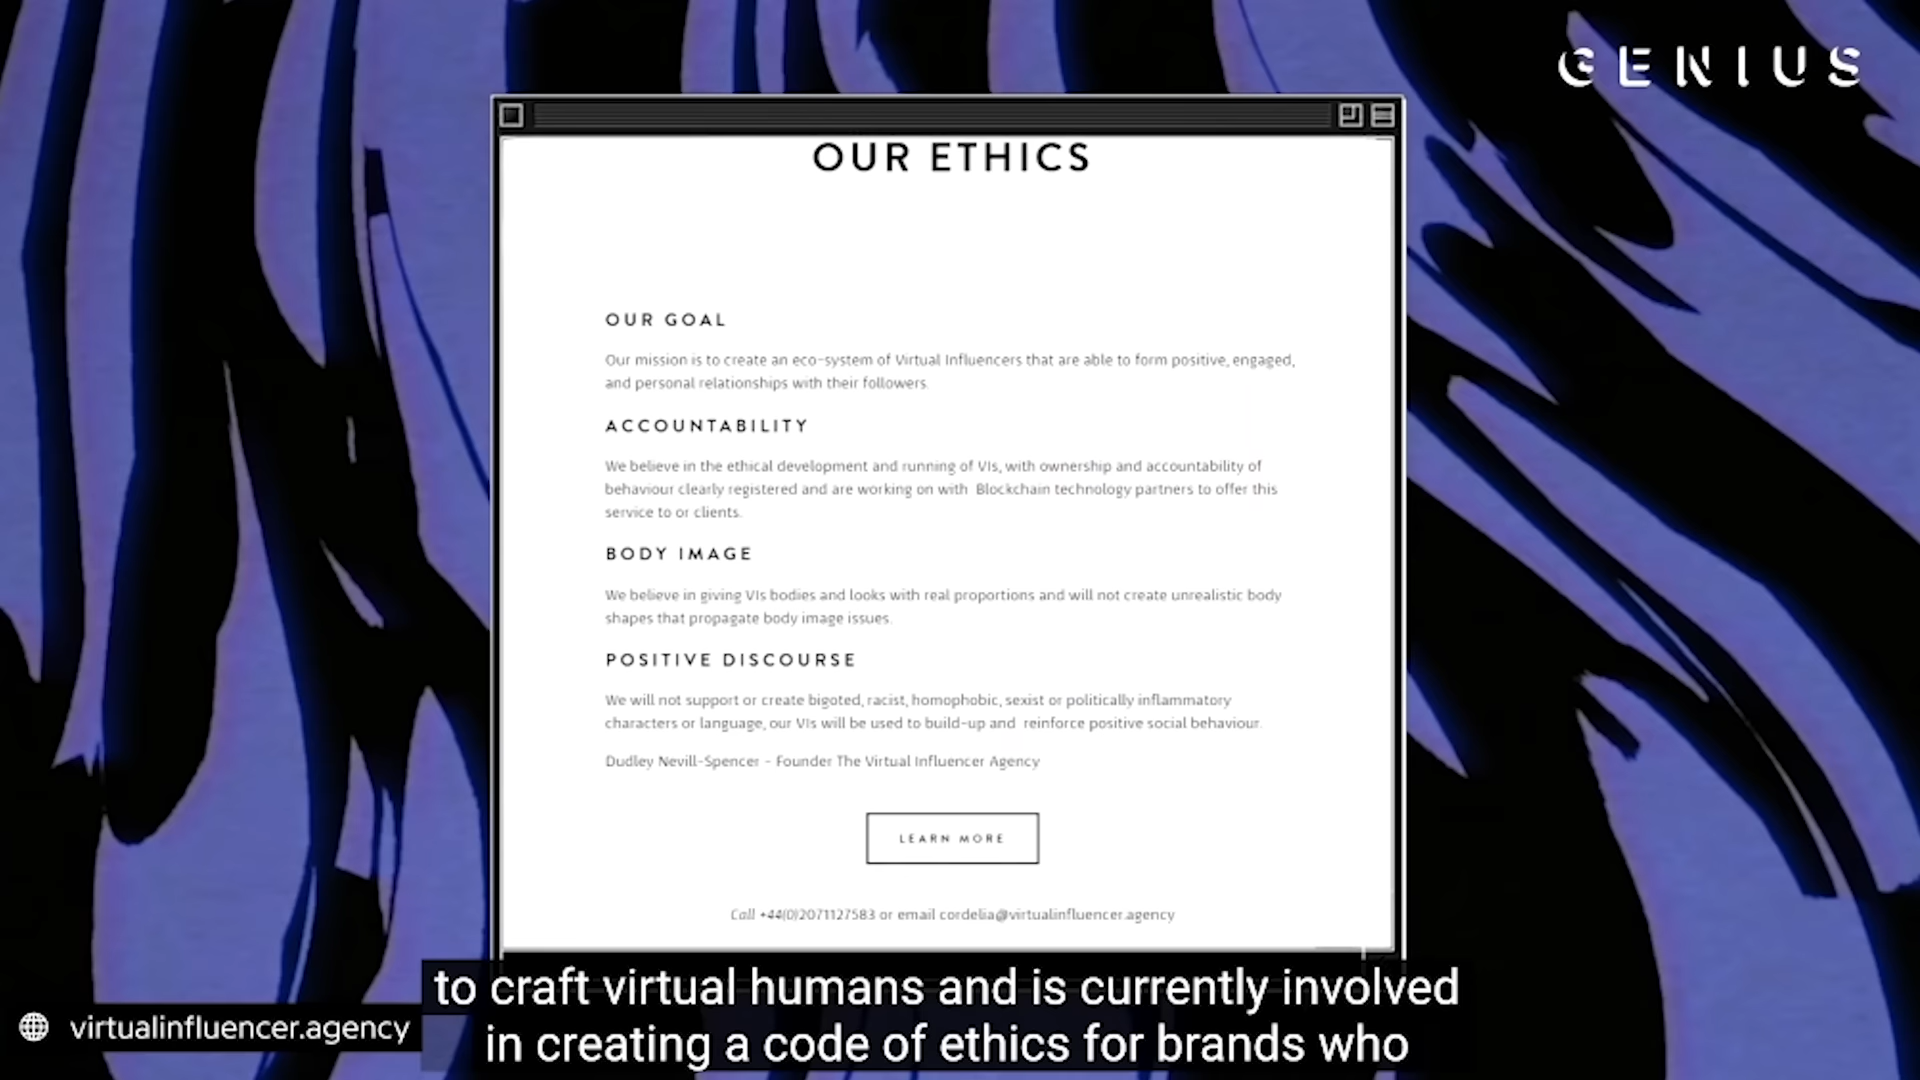 GENIUS
OUR ETHICS
OUR GOAL
Our mission is to create an eco-system of Virtual Influencers that are able to form positive, engaged,
and personal relationships with their followers.
ACCOUNTABILITY
We believe in the ethical development and running of VIs, with ownership and accountability of
behaviour clearly registered and are working on with Blockchain technology partners to offer this
service to or clients.
BODY IMAGE
We believe in giving VIs bodies and looks with real proportions and will not create unrealistic body
shapes that propagate body image issues.
POSITIVE DISCOURSE
We will not support or create bigoted, racist, homophobic, sexist or politically inflammatory
characters or language, our VIs will be used to build-up and reinforce positive social behaviour.
Dudley Nevill-Spencer - Founder The Virtual Influencer Agency
LEARN MORE
Call +44(0)2071127583 or email cordelia@virtualinfluencer.agency
to craft virtual humans and is currently involved
in creating a code of ethics for brands who
virtualinfluencer.agency